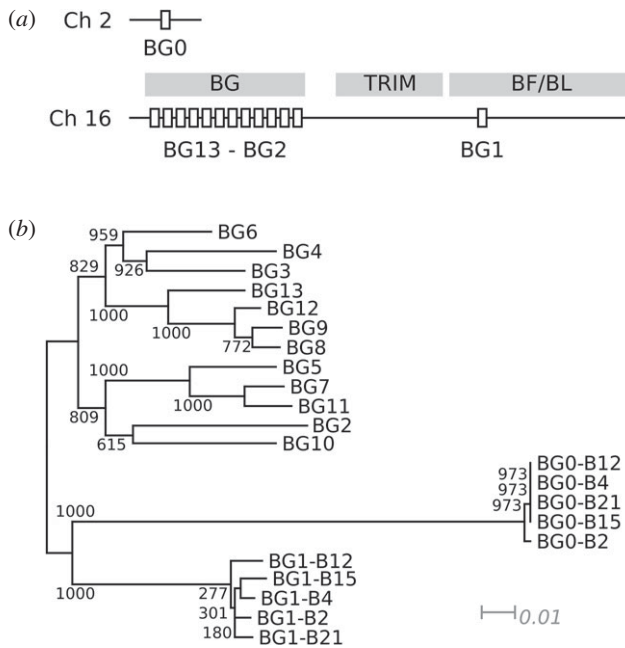 (a)
Ch 2
BG0
BG
TRIM
BF/BL
Ch 16
BG13 - BG2
BG1
(b)
959
BG6
829
926
BG4
BG3
1000
BG13
1000
BG12
BG9
772
BG8
1000
BG5
BG7
1000
BG11
809
BG2
615
BG10
1000
973
973
973
BG0-B12
BG0-B4
BG0-B21
BG0-B15
BG0-B2
1000
BG1-B12
277
BG1-B15
301
BG1-B4
BG1-B2
180
BG1-B21
0.01